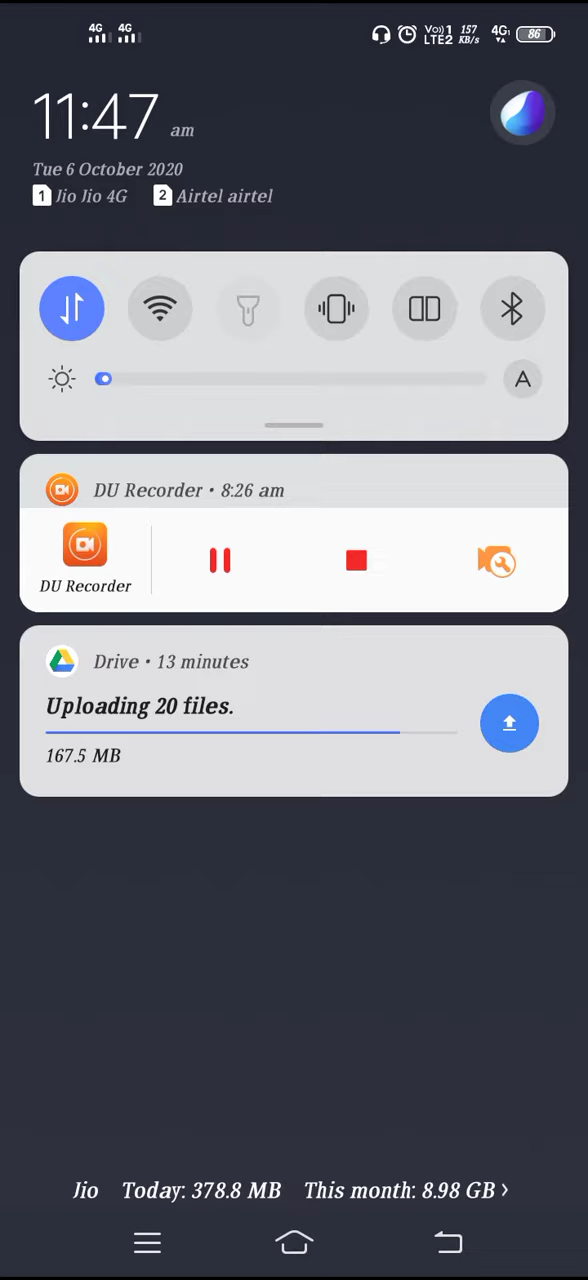 4G 4G Vo))1 LTE2 157 KB/s 4G1 86
11:47 am
Tue 6 October 2020
1 Jio Jio 4G 2 Airtel airtel
A
DU Recorder • 8:26 am
DU Recorder
Drive • 13 minutes
Uploading 20 files.
167.5 MB
Jio Today: 378.8 MB This month: 8.98 GB ›